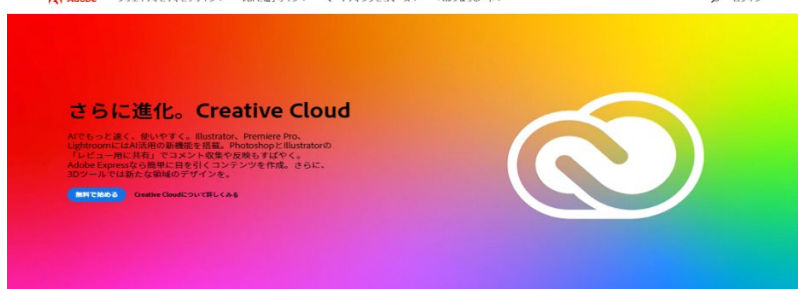 Adobe
さらに進化。Creative Cloud
AIでもっと速く、使いやすく。Illustrator、Premiere Pro、
LightroomにはAI活用の新機能を搭載。PhotoshopとIllustratorの
「レビュー用に共有」でコメント収集や反映もすばやく。
Adobe Expressなら簡単に目を引くコンテンツを作成。さらに、
3Dツールでは新たな領域のデザインを。
無料で始める Creative Cloudについて詳しくみる